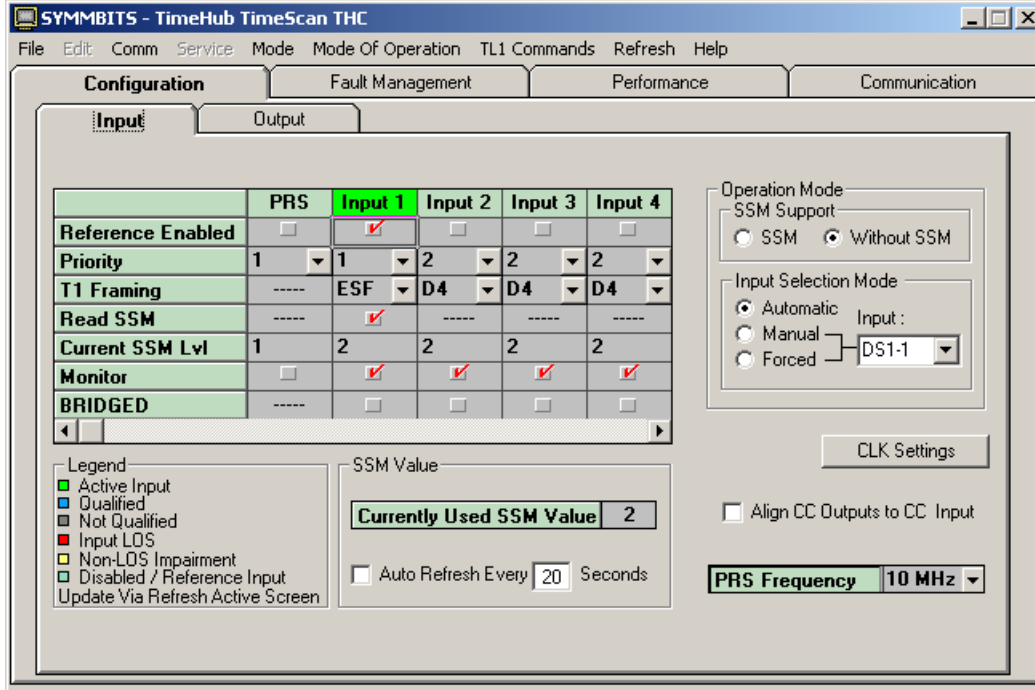 SYMMBITS - TimeHub TimeScan THC
File Edit Comm Service Mode Mode Of Operation TL1 Commands Refresh Help
Configuration Fault Management Performance Communication
Input Output
PRS Input 1 Input 2 Input 3 Input 4
Reference Enabled
Priority 1 1 2 2 2
T1 Framing ----- ESF D4 D4 D4
Read SSM ----- ----- ----- -----
Current SSM Lvl 1 2 2 2 2
Monitor
BRIDGED -----
Operation Mode
SSM Support
SSM Without SSM
Input Selection Mode
Automatic
Manual
Forced
Input :
DS1-1
CLK Settings
Legend
Active Input
Qualified
Not Qualified
Input LOS
Non-LOS Impairment
Disabled / Reference Input
Update Via Refresh Active Screen
SSM Value
Currently Used SSM Value 2
Auto Refresh Every 20 Seconds
Align CC Outputs to CC Input
PRS Frequency 10 MHz